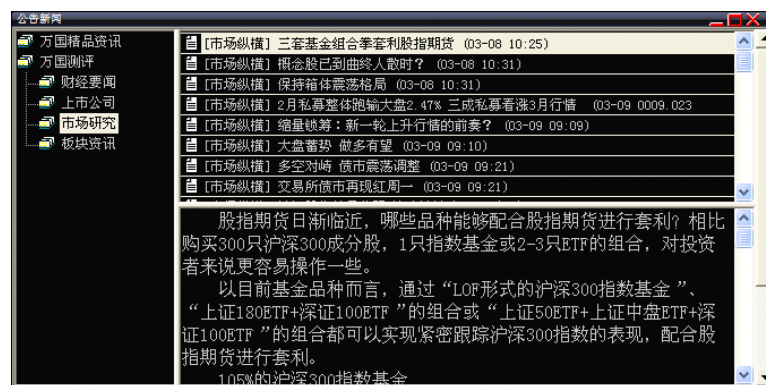 公告新闻
万国精品资讯
万国测评
财经要闻
上市公司
市场研究
板块资讯
[市场纵横] 三套基金组合牵套利股指期货 (03-08 10:25)
[市场纵横] 概念股已到曲终人散时？ (03-08 10:31)
[市场纵横] 保持箱体震荡格局 (03-08 10:31)
[市场纵横] 2月私募整体跑输大盘2.47% 三成私募看涨3月行情 (03-09 0009.023
[市场纵横] 缩量锁筹：新一轮上升行情的前奏? (03-09 09:09)
[市场纵横] 大盘蓄势 做多有望 (03-09 09:10)
[市场纵横] 多空对峙 债市震荡调整 (03-09 09:21)
[市场纵横] 交易所债市再现红周一 (03-09 09:21)
股指期货日渐临近，哪些品种能够配合股指期货进行套利？相比
购买300只沪深300成分股，1只指数基金或2-3只ETF的组合，对投资
者来说更容易操作一些。
以目前基金品种而言，通过“LOF形式的沪深300指数基金”、
“上证180ETF+深证100ETF”的组合或“上证50ETF+上证中盘ETF+深
证100ETF”的组合都可以实现紧密跟踪沪深300指数的表现，配合股
指期货进行套利。
105%的沪深300指数基金